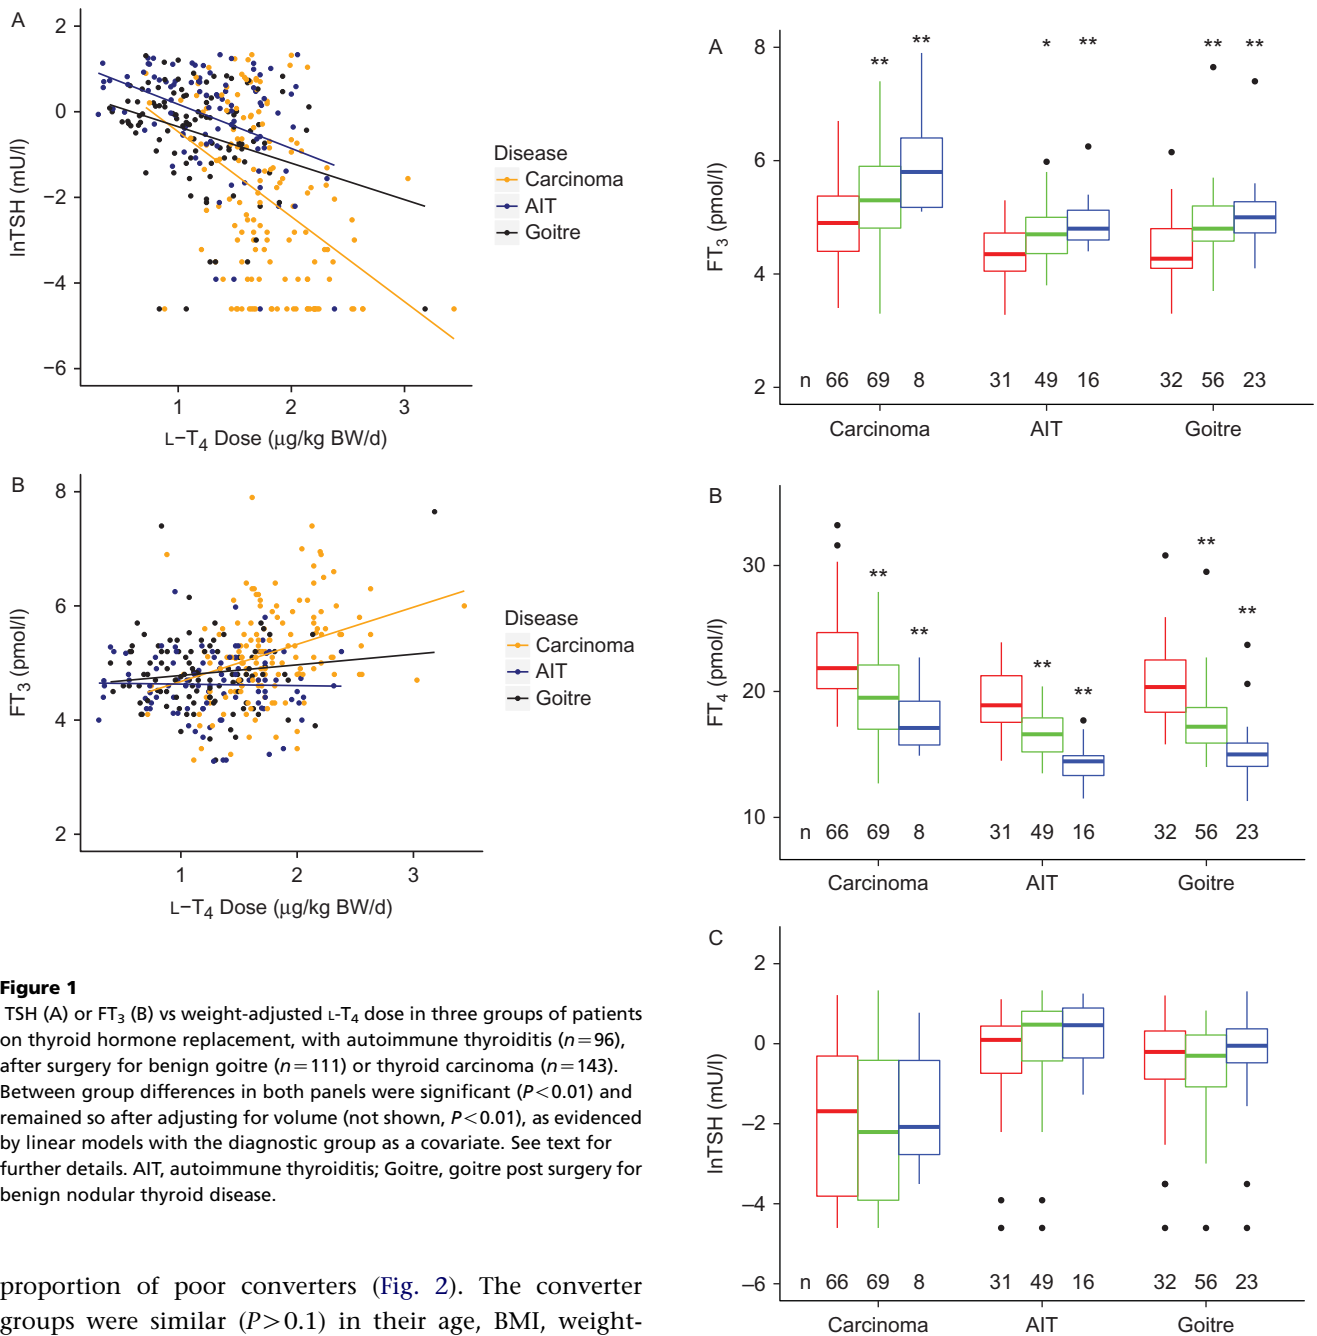 A
2
0
−2
−4
−6
lnTSH (mU/l)
1 2 3
L−T4 Dose (μg/kg BW/d)
Disease
Carcinoma
AIT
Goitre
B
8
6
4
2
FT3 (pmol/l)
1 2 3
L−T4 Dose (μg/kg BW/d)
Disease
Carcinoma
AIT
Goitre
Figure 1
TSH (A) or FT3 (B) vs weight-adjusted L-T4 dose in three groups of patients
on thyroid hormone replacement, with autoimmune thyroiditis (n=96),
after surgery for benign goitre (n=111) or thyroid carcinoma (n=143).
Between group differences in both panels were significant (P<0.01) and
remained so after adjusting for volume (not shown, P<0.01), as evidenced
by linear models with the diagnostic group as a covariate. See text for
further details. AIT, autoimmune thyroiditis; Goitre, goitre post surgery for
benign nodular thyroid disease.
proportion of poor converters (Fig. 2). The converter
groups were similar (P>0.1) in their age, BMI, weight-
A
8
6
4
2
FT3 (pmol/l)
** ** * ** ** **
n 66 69 8 31 49 16 32 56 23
Carcinoma AIT Goitre
B
30
20
10
FT4 (pmol/l)
** ** ** ** ** **
n 66 69 8 31 49 16 32 56 23
Carcinoma AIT Goitre
C
2
0
–2
–4
–6
lnTSH (mU/l)
n 66 69 8 31 49 16 32 56 23
Carcinoma AIT Goitre